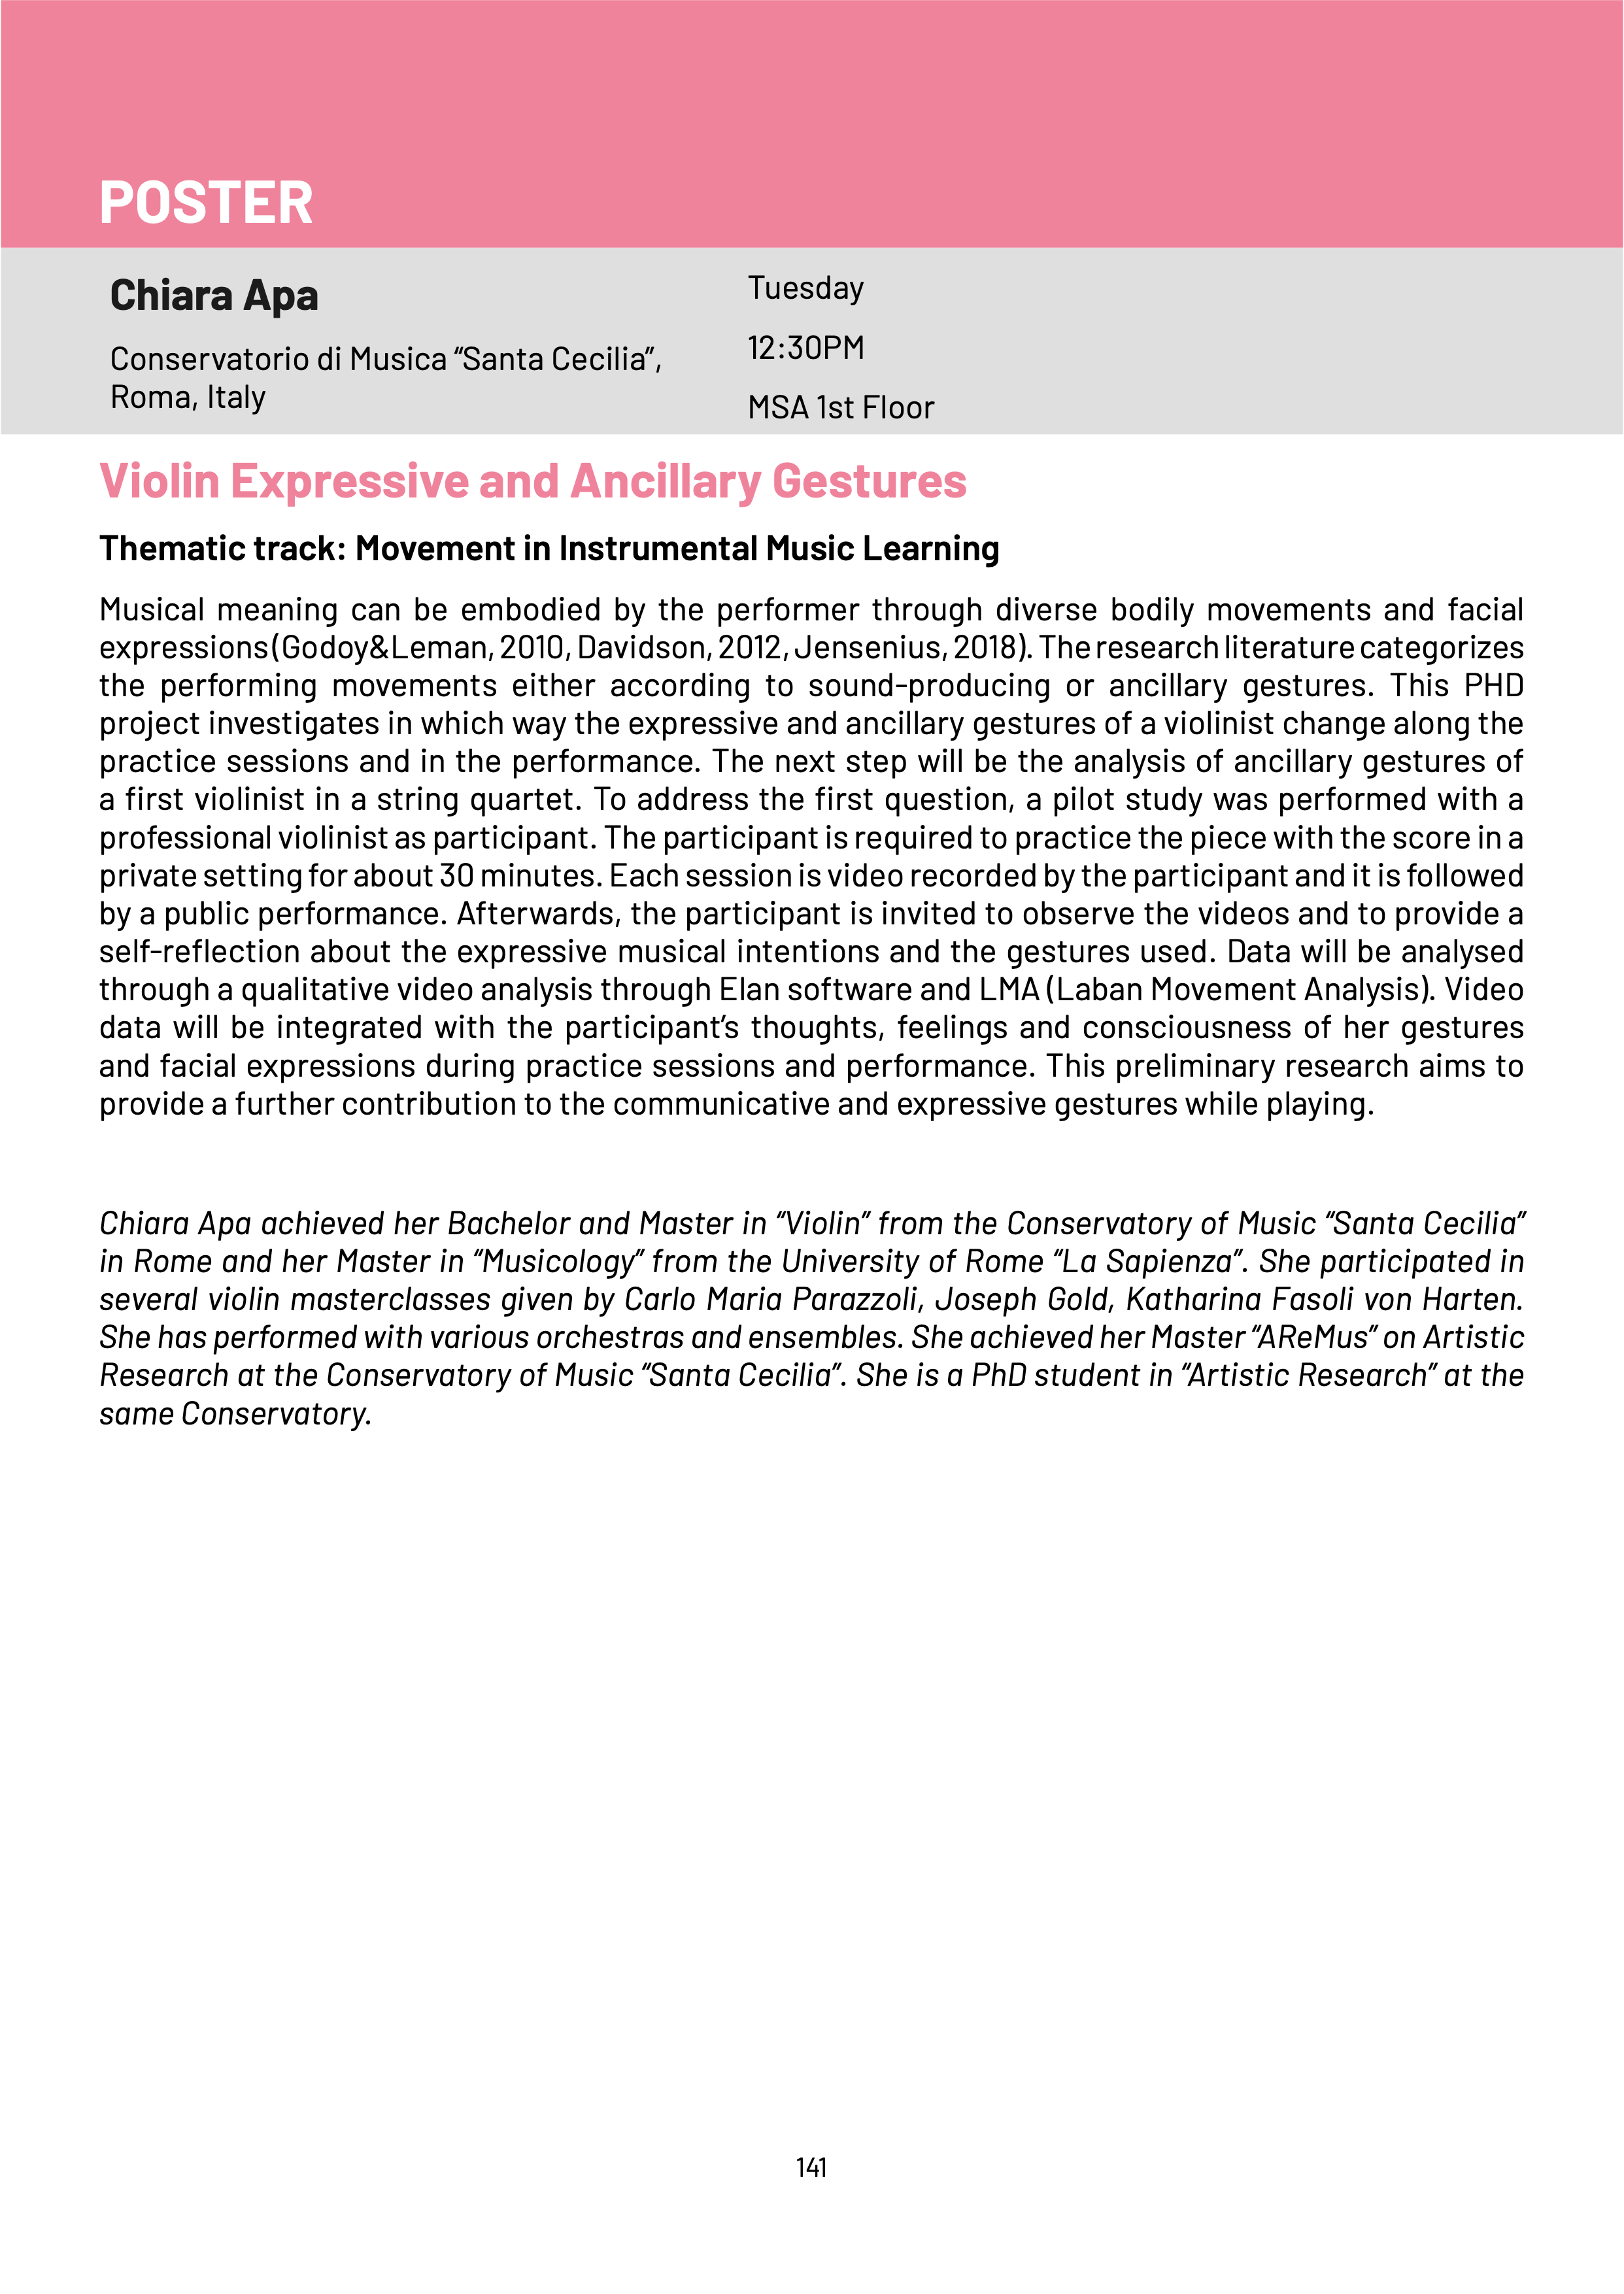 POSTER
Chiara Apa
Conservatorio di Musica “Santa Cecilia”,
Roma, Italy
Tuesday
12:30PM
MSA 1st Floor
Violin Expressive and Ancillary Gestures
Thematic track: Movement in Instrumental Music Learning
Musical meaning can be embodied by the performer through diverse bodily movements and facial
expressions (Godoy&Leman, 2010, Davidson, 2012, Jensenius, 2018). The research literature categorizes
the performing movements either according to sound-producing or ancillary gestures. This PHD
project investigates in which way the expressive and ancillary gestures of a violinist change along the
practice sessions and in the performance. The next step will be the analysis of ancillary gestures of
a first violinist in a string quartet. To address the first question, a pilot study was performed with a
professional violinist as participant. The participant is required to practice the piece with the score in a
private setting for about 30 minutes. Each session is video recorded by the participant and it is followed
by a public performance. Afterwards, the participant is invited to observe the videos and to provide a
self-reflection about the expressive musical intentions and the gestures used. Data will be analysed
through a qualitative video analysis through Elan software and LMA (Laban Movement Analysis). Video
data will be integrated with the participant’s thoughts, feelings and consciousness of her gestures
and facial expressions during practice sessions and performance. This preliminary research aims to
provide a further contribution to the communicative and expressive gestures while playing.
Chiara Apa achieved her Bachelor and Master in “Violin” from the Conservatory of Music “Santa Cecilia”
in Rome and her Master in “Musicology” from the University of Rome “La Sapienza”. She participated in
several violin masterclasses given by Carlo Maria Parazzoli, Joseph Gold, Katharina Fasoli von Harten.
She has performed with various orchestras and ensembles. She achieved her Master “AReMus” on Artistic
Research at the Conservatory of Music “Santa Cecilia”. She is a PhD student in “Artistic Research” at the
same Conservatory.
141